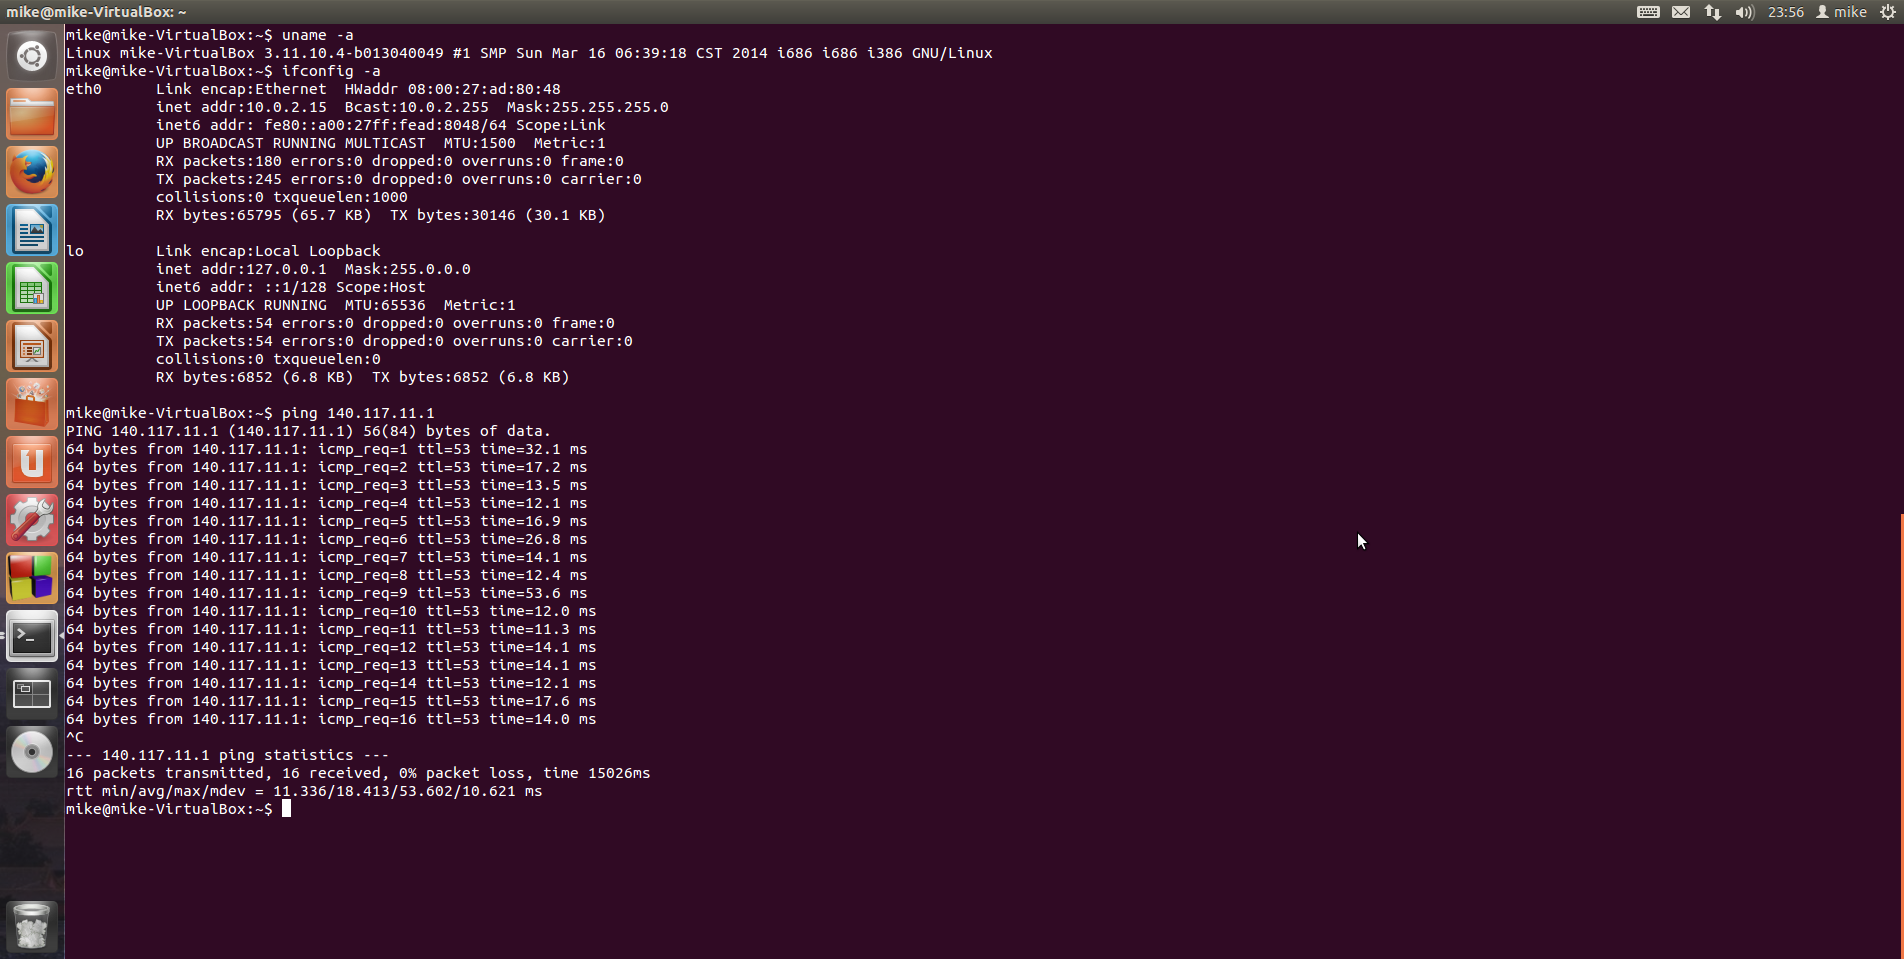 mike@mike-VirtualBox: ~
23:56 mike
mike@mike-VirtualBox:~$ uname -a
Linux mike-VirtualBox 3.11.10.4-b013040049 #1 SMP Sun Mar 16 06:39:18 CST 2014 i686 i686 i386 GNU/Linux
mike@mike-VirtualBox:~$ ifconfig -a
eth0      Link encap:Ethernet  HWaddr 08:00:27:ad:80:48
          inet addr:10.0.2.15  Bcast:10.0.2.255  Mask:255.255.255.0
          inet6 addr: fe80::a00:27ff:fead:8048/64 Scope:Link
          UP BROADCAST RUNNING MULTICAST  MTU:1500  Metric:1
          RX packets:180 errors:0 dropped:0 overruns:0 frame:0
          TX packets:245 errors:0 dropped:0 overruns:0 carrier:0
          collisions:0 txqueuelen:1000
          RX bytes:65795 (65.7 KB)  TX bytes:30146 (30.1 KB)
lo        Link encap:Local Loopback
          inet addr:127.0.0.1  Mask:255.0.0.0
          inet6 addr: ::1/128 Scope:Host
          UP LOOPBACK RUNNING  MTU:65536  Metric:1
          RX packets:54 errors:0 dropped:0 overruns:0 frame:0
          TX packets:54 errors:0 dropped:0 overruns:0 carrier:0
          collisions:0 txqueuelen:0
          RX bytes:6852 (6.8 KB)  TX bytes:6852 (6.8 KB)
mike@mike-VirtualBox:~$ ping 140.117.11.1
PING 140.117.11.1 (140.117.11.1) 56(84) bytes of data.
64 bytes from 140.117.11.1: icmp_req=1 ttl=53 time=32.1 ms
64 bytes from 140.117.11.1: icmp_req=2 ttl=53 time=17.2 ms
64 bytes from 140.117.11.1: icmp_req=3 ttl=53 time=13.5 ms
64 bytes from 140.117.11.1: icmp_req=4 ttl=53 time=12.1 ms
64 bytes from 140.117.11.1: icmp_req=5 ttl=53 time=16.9 ms
64 bytes from 140.117.11.1: icmp_req=6 ttl=53 time=26.8 ms
64 bytes from 140.117.11.1: icmp_req=7 ttl=53 time=14.1 ms
64 bytes from 140.117.11.1: icmp_req=8 ttl=53 time=12.4 ms
64 bytes from 140.117.11.1: icmp_req=9 ttl=53 time=53.6 ms
64 bytes from 140.117.11.1: icmp_req=10 ttl=53 time=12.0 ms
64 bytes from 140.117.11.1: icmp_req=11 ttl=53 time=11.3 ms
64 bytes from 140.117.11.1: icmp_req=12 ttl=53 time=14.1 ms
64 bytes from 140.117.11.1: icmp_req=13 ttl=53 time=14.1 ms
64 bytes from 140.117.11.1: icmp_req=14 ttl=53 time=12.1 ms
64 bytes from 140.117.11.1: icmp_req=15 ttl=53 time=17.6 ms
64 bytes from 140.117.11.1: icmp_req=16 ttl=53 time=14.0 ms
^C
--- 140.117.11.1 ping statistics ---
16 packets transmitted, 16 received, 0% packet loss, time 15026ms
rtt min/avg/max/mdev = 11.336/18.413/53.602/10.621 ms
mike@mike-VirtualBox:~$